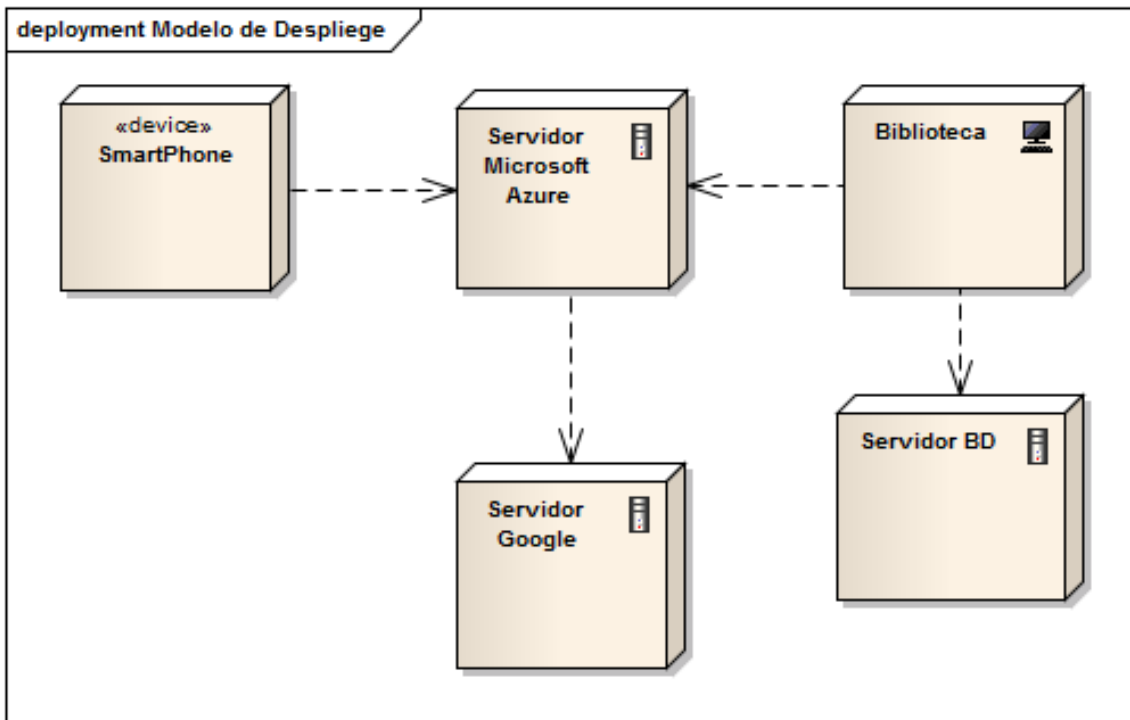 deployment Modelo de Despliege
«device»
SmartPhone
Servidor
Microsoft
Azure
Biblioteca
Servidor
Google
Servidor BD